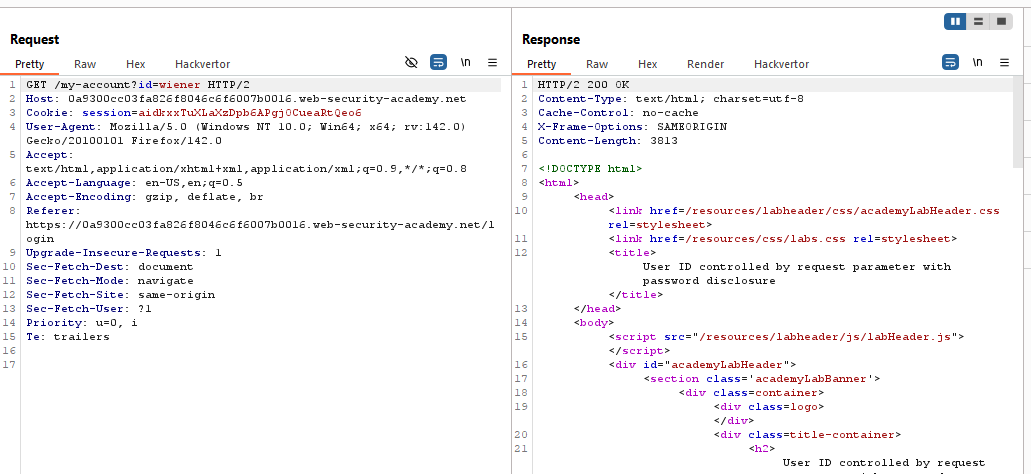 Request
Pretty Raw Hex Hackvertor \n
1 GET /my-account?id=wiener HTTP/2
2 Host: 0a9300cc03fa826f8046c6f6007b0016.web-security-academy.net
3 Cookie: session=aidkxxTuXLaXzDpb6APgjOCueaRtQeo6
4 User-Agent: Mozilla/5.0 (Windows NT 10.0; Win64; x64; rv:142.0)
Gecko/20100101 Firefox/142.0
5 Accept:
text/html,application/xhtml+xml,application/xml;q=0.9,*/*;q=0.8
6 Accept-Language: en-US,en;q=0.5
7 Accept-Encoding: gzip, deflate, br
8 Referer:
https://0a9300cc03fa826f8046c6f6007b0016.web-security-academy.net/l
ogin
9 Upgrade-Insecure-Requests: 1
10 Sec-Fetch-Dest: document
11 Sec-Fetch-Mode: navigate
12 Sec-Fetch-Site: same-origin
13 Sec-Fetch-User: ?1
14 Priority: u=0, i
15 Te: trailers
16
17
Response
Pretty Raw Hex Render Hackvertor \n
1 HTTP/2 200 OK
2 Content-Type: text/html; charset=utf-8
3 Cache-Control: no-cache
4 X-Frame-Options: SAMEORIGIN
5 Content-Length: 3813
6
7 <!DOCTYPE html>
8 <html>
9 <head>
10 <link href=/resources/labheader/css/academyLabHeader.css
rel=stylesheet>
11 <link href=/resources/css/labs.css rel=stylesheet>
12 <title>
User ID controlled by request parameter with
password disclosure
</title>
13 </head>
14 <body>
15 <script src="/resources/labheader/js/labHeader.js">
</script>
16 <div id="academyLabHeader">
17 <section class='academyLabBanner'>
18 <div class=container>
19 <div class=logo>
</div>
20 <div class=title-container>
21 <h2>
User ID controlled by request